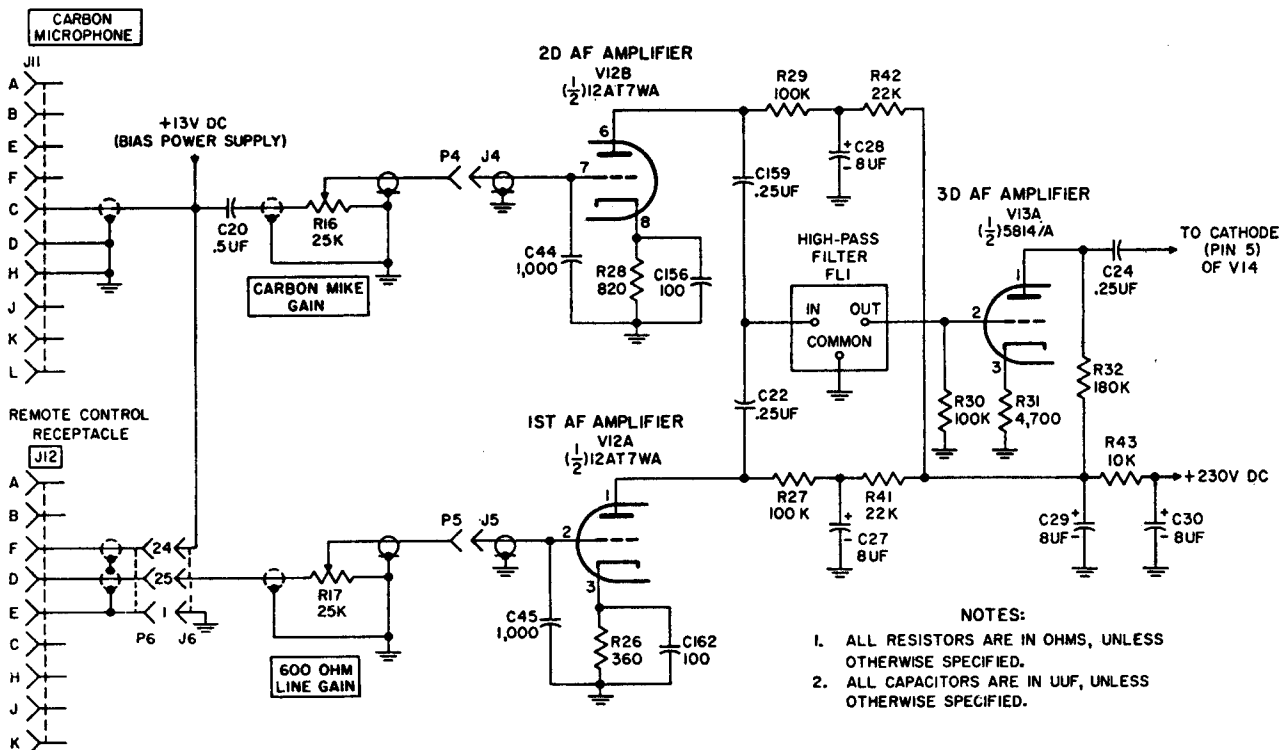 CARBON
MICROPHONE
J11
A
B
E
F
C
D
H
J
K
L
+13V DC
(BIAS POWER SUPPLY)
C20
.5UF
R16
25K
CARBON MIKE
GAIN
P4
J4
2D AF AMPLIFIER
V12B
(1/2)12AT7WA
6
7
8
C44
1,000
R28
820
C156
100
R29
100K
R42
22K
+
C28
-
8UF
C159
.25UF
HIGH-PASS
FILTER
FL1
IN
OUT
COMMON
C22
.25UF
3D AF AMPLIFIER
V13A
(1/2)5814/A
1
2
3
C24
.25UF
TO CATHODE
(PIN 5)
OF V14
R30
100K
R31
4,700
R32
180K
R43
10K
+230V DC
C29
+
8UF
-
+
C30
-
8UF
REMOTE CONTROL
RECEPTACLE
J12
A
B
F
D
E
C
H
J
K
24
25
1
P6
J6
R17
25K
600 OHM
LINE GAIN
P5
J5
1ST AF AMPLIFIER
V12A
(1/2)12AT7WA
1
2
3
C45
1,000
R26
360
C162
100
R27
100K
R41
22K
+
-
C27
8UF
NOTES:
1. ALL RESISTORS ARE IN OHMS, UNLESS
OTHERWISE SPECIFIED.
2. ALL CAPACITORS ARE IN UUF, UNLESS
OTHERWISE SPECIFIED.